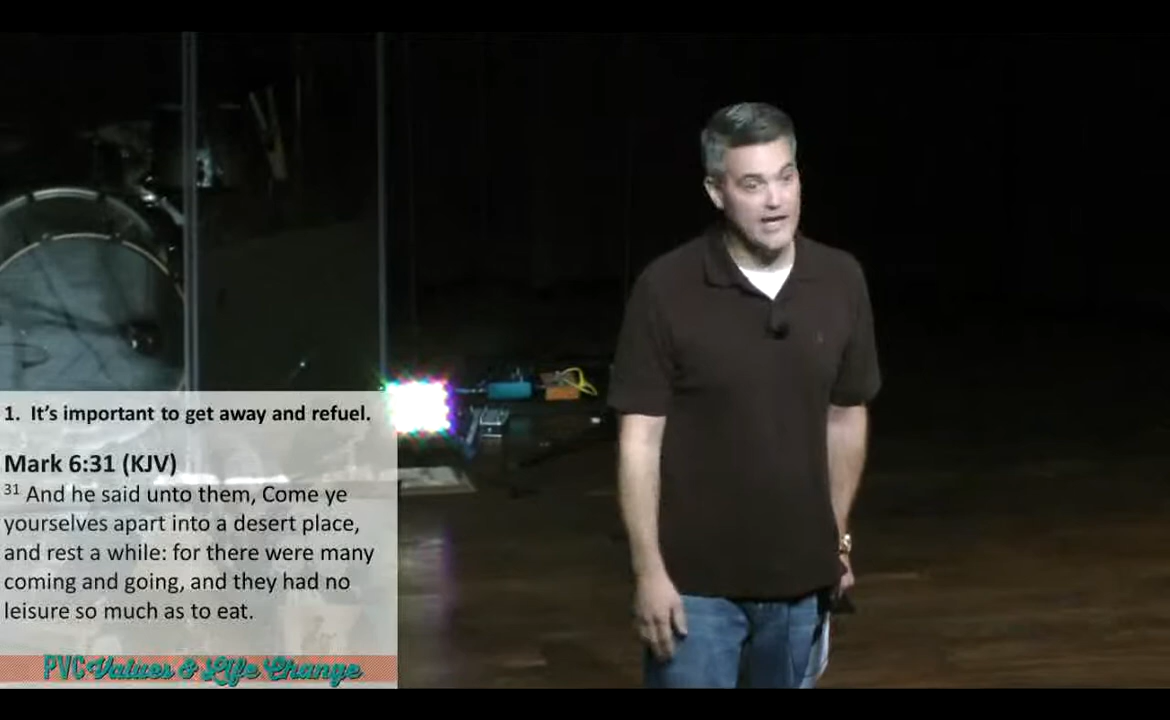 1. It's important to get away and refuel.
Mark 6:31 (KJV)
31 And he said unto them, Come ye
yourselves apart into a desert place,
and rest a while: for there were many
coming and going, and they had no
leisure so much as to eat.
PVC Values & Life Change